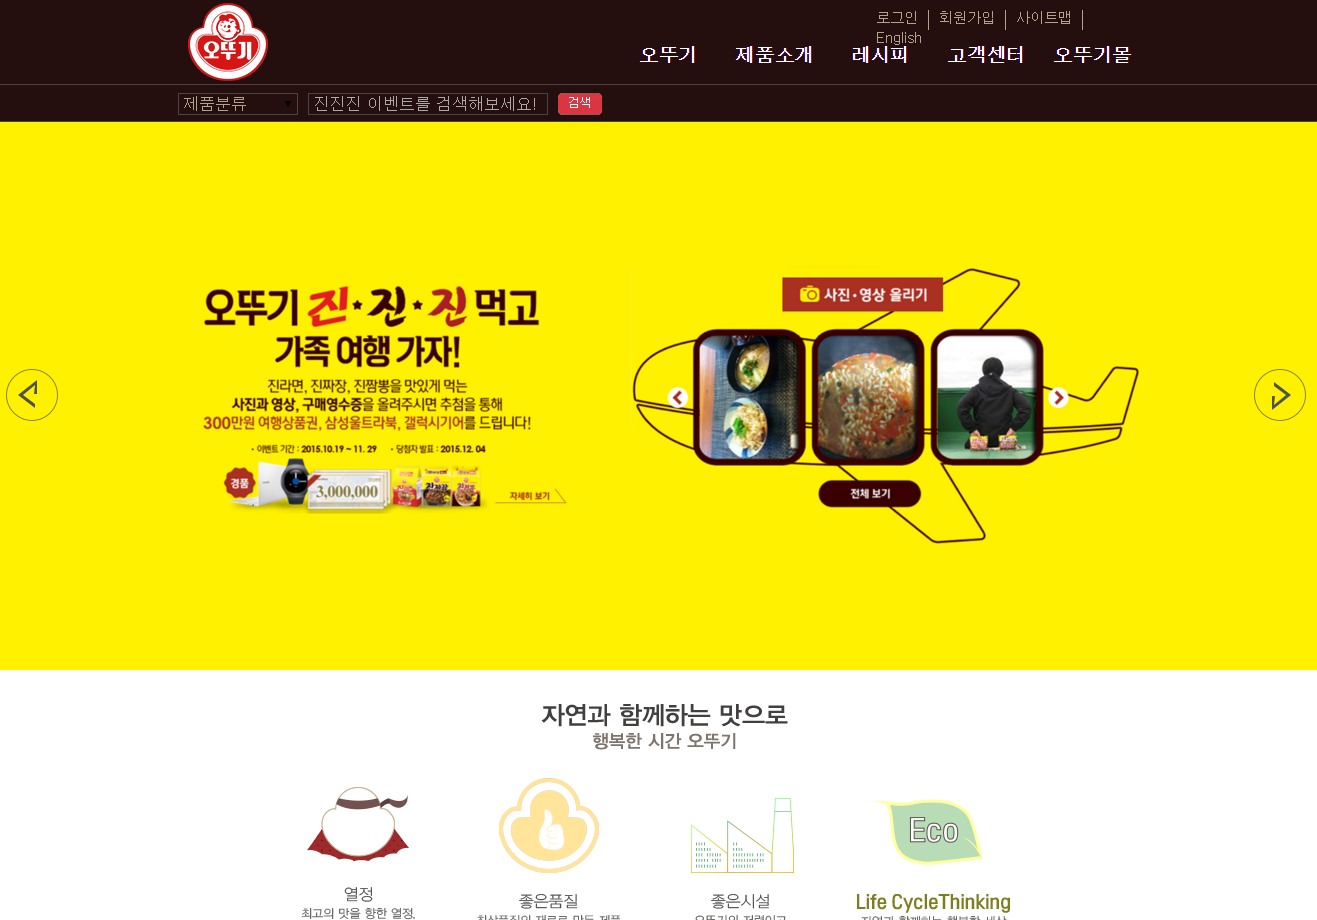 오뚜기
로그인
회원가입
사이트맵
English
오뚜기
제품소개
레시피
고객센터
오뚜기몰
제품분류
진진진 이벤트를 검색해보세요!
검색
오뚜기 진★진★진 먹고
가족 여행 가자!
진라면, 진짜장, 진짬뽕을 맛있게 먹는
사진과 영상, 구매영수증을 올려주시면 추첨을 통해
300만원 여행상품권, 삼성울트라북, 갤럭시기어를 드립니다!
· 이벤트 기간 : 2015.10.19 ~ 11. 29 · 당첨자 발표 : 2015.12. 04
경품
3,000,000
자세히 보기
사진·영상 올리기
전체 보기
자연과 함께하는 맛으로
행복한 시간 오뚜기
Eco
열정
최고의 맛을 향한 열정,
좋은품질
좋은시설
Life CycleThinking